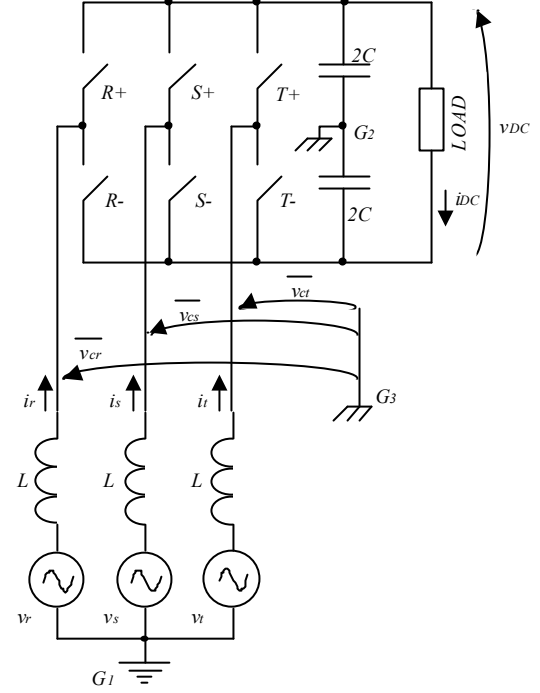 2C
R+ S+ T+
G2
LOAD
vDC
R- S- T-
2C
iDC
vct
vcs
vcr
ir is it
G3
L L L
vr vs vt
G1